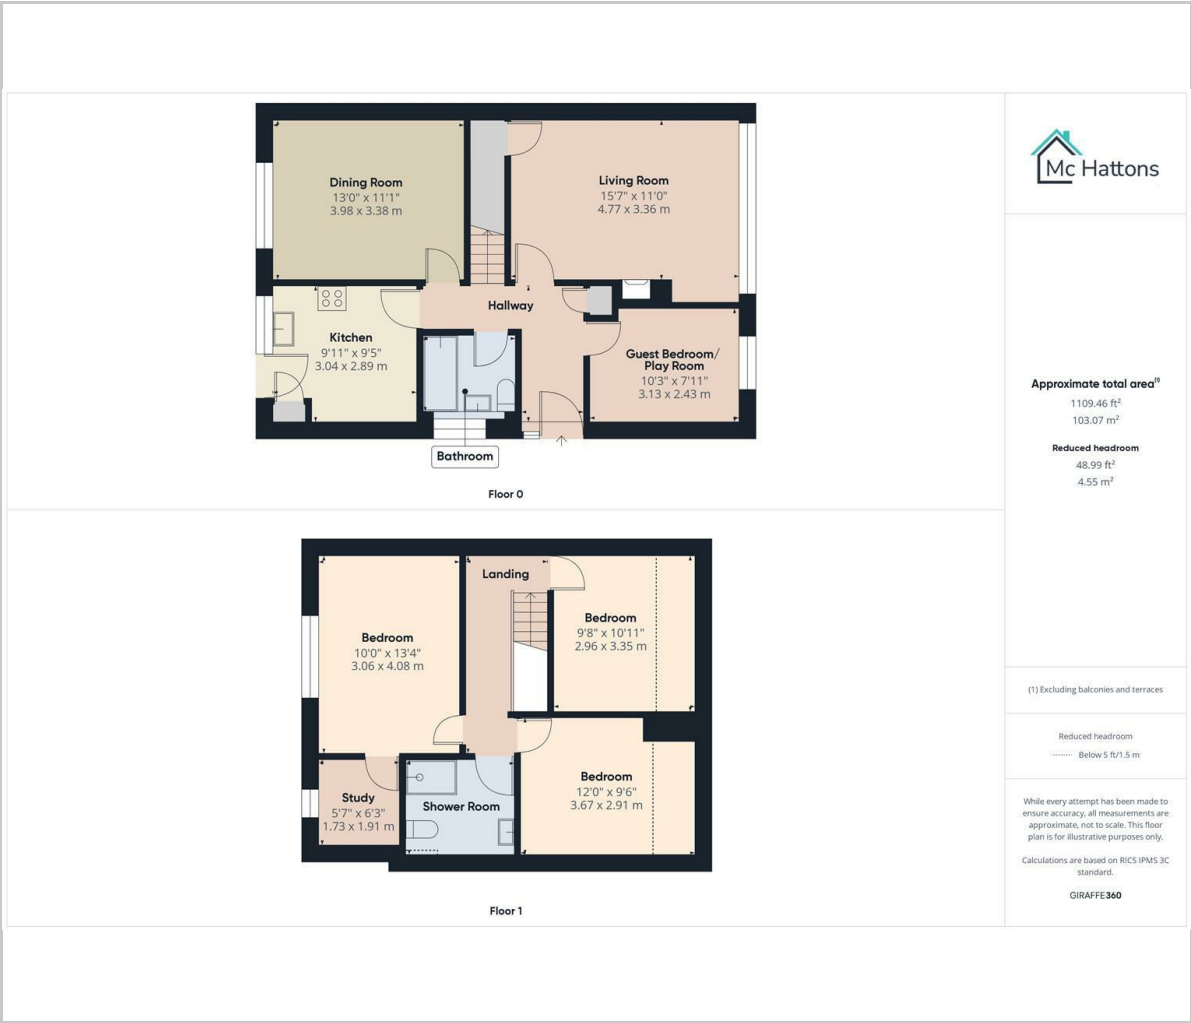 Dining Room
13'0" x 11'1"
3.98 x 3.38 m
Living Room
15'7" x 11'0"
4.77 x 3.36 m
Hallway
Kitchen
9'11" x 9'5"
3.04 x 2.89 m
Guest Bedroom/
Play Room
10'3" x 7'11"
3.13 x 2.43 m
Bathroom
Floor 0
Landing
Bedroom
9'8" x 10'11"
2.96 x 3.35 m
Bedroom
10'0" x 13'4"
3.06 x 4.08 m
Bedroom
12'0" x 9'6"
3.67 x 2.91 m
Study
5'7" x 6'3"
1.73 x 1.91 m
Shower Room
Floor 1
Mc Hattons
Approximate total area⁽¹⁾
1109.46 ft²
103.07 m²
Reduced headroom
48.99 ft²
4.55 m²
(1) Excluding balconies and terraces
Reduced headroom
Below 5 ft/1.5 m
While every attempt has been made to
ensure accuracy, all measurements are
approximate, not to scale. This floor
plan is for illustrative purposes only.
Calculations are based on RICS IPMS 3C
standard.
GIRAFFE360